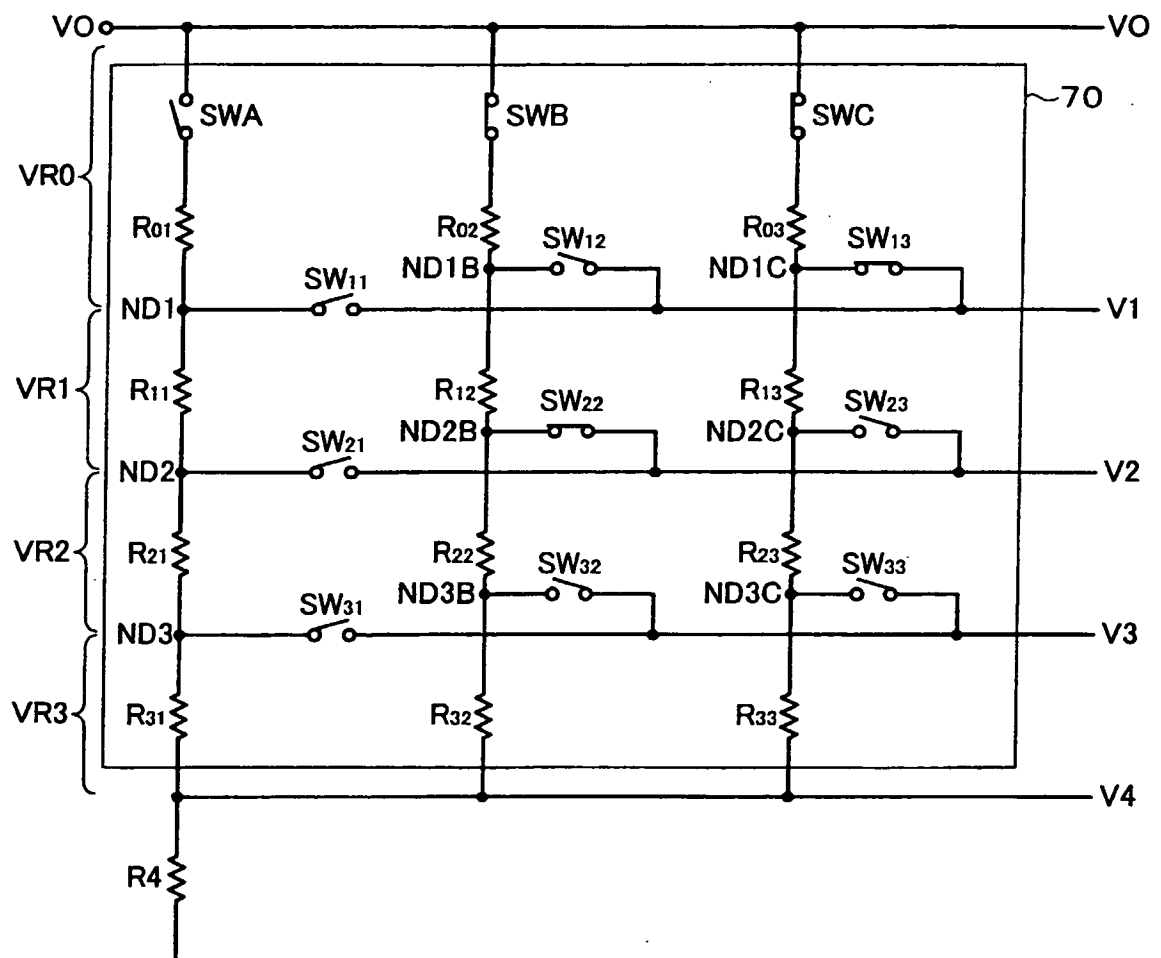 VO VO
70
SWA SWB SWC
VR0
R01 R02 SW12 R03 SW13
ND1B ND1C
ND1 SW11 V1
VR1
R11 R12 SW22 R13 SW23
ND2B ND2C
ND2 SW21 V2
VR2
R21 R22 SW32 R23 SW33
ND3B ND3C
ND3 SW31 V3
VR3
R31 R32 R33
V4
R4